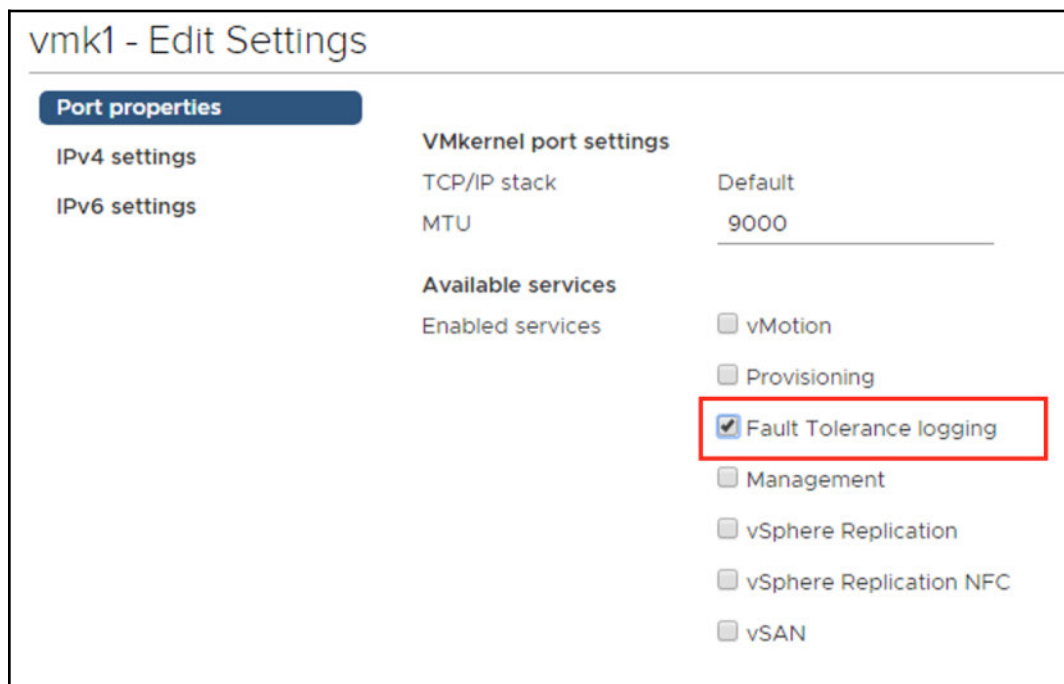 vmk1 - Edit Settings
Port properties
IPv4 settings
IPv6 settings
VMkernel port settings
TCP/IP stack Default
MTU 9000
Available services
Enabled services vMotion
Provisioning
Fault Tolerance logging
Management
vSphere Replication
vSphere Replication NFC
vSAN